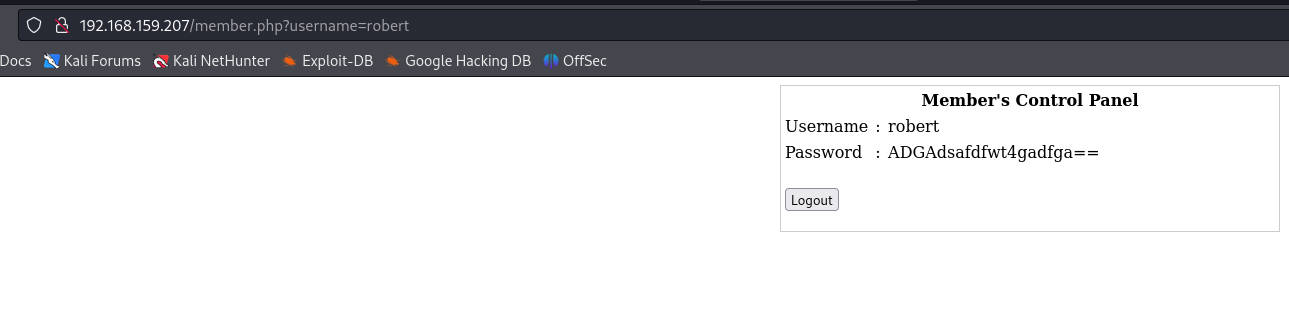 192.168.159.207/member.php?username=robert
Docs Kali Forums Kali NetHunter Exploit-DB Google Hacking DB OffSec
Member's Control Panel
Username : robert
Password : ADGAdsafdfwt4gadfga==
Logout